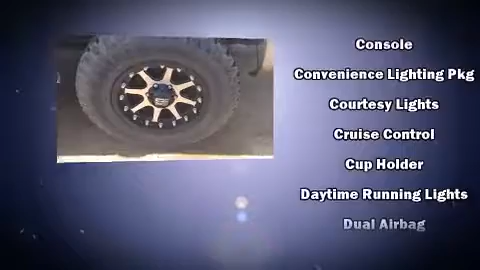 Console
Convenience Lighting Pkg
Courtesy Lights
Cruise Control
Cup Holder
Daytime Running Lights
Dual Airbag